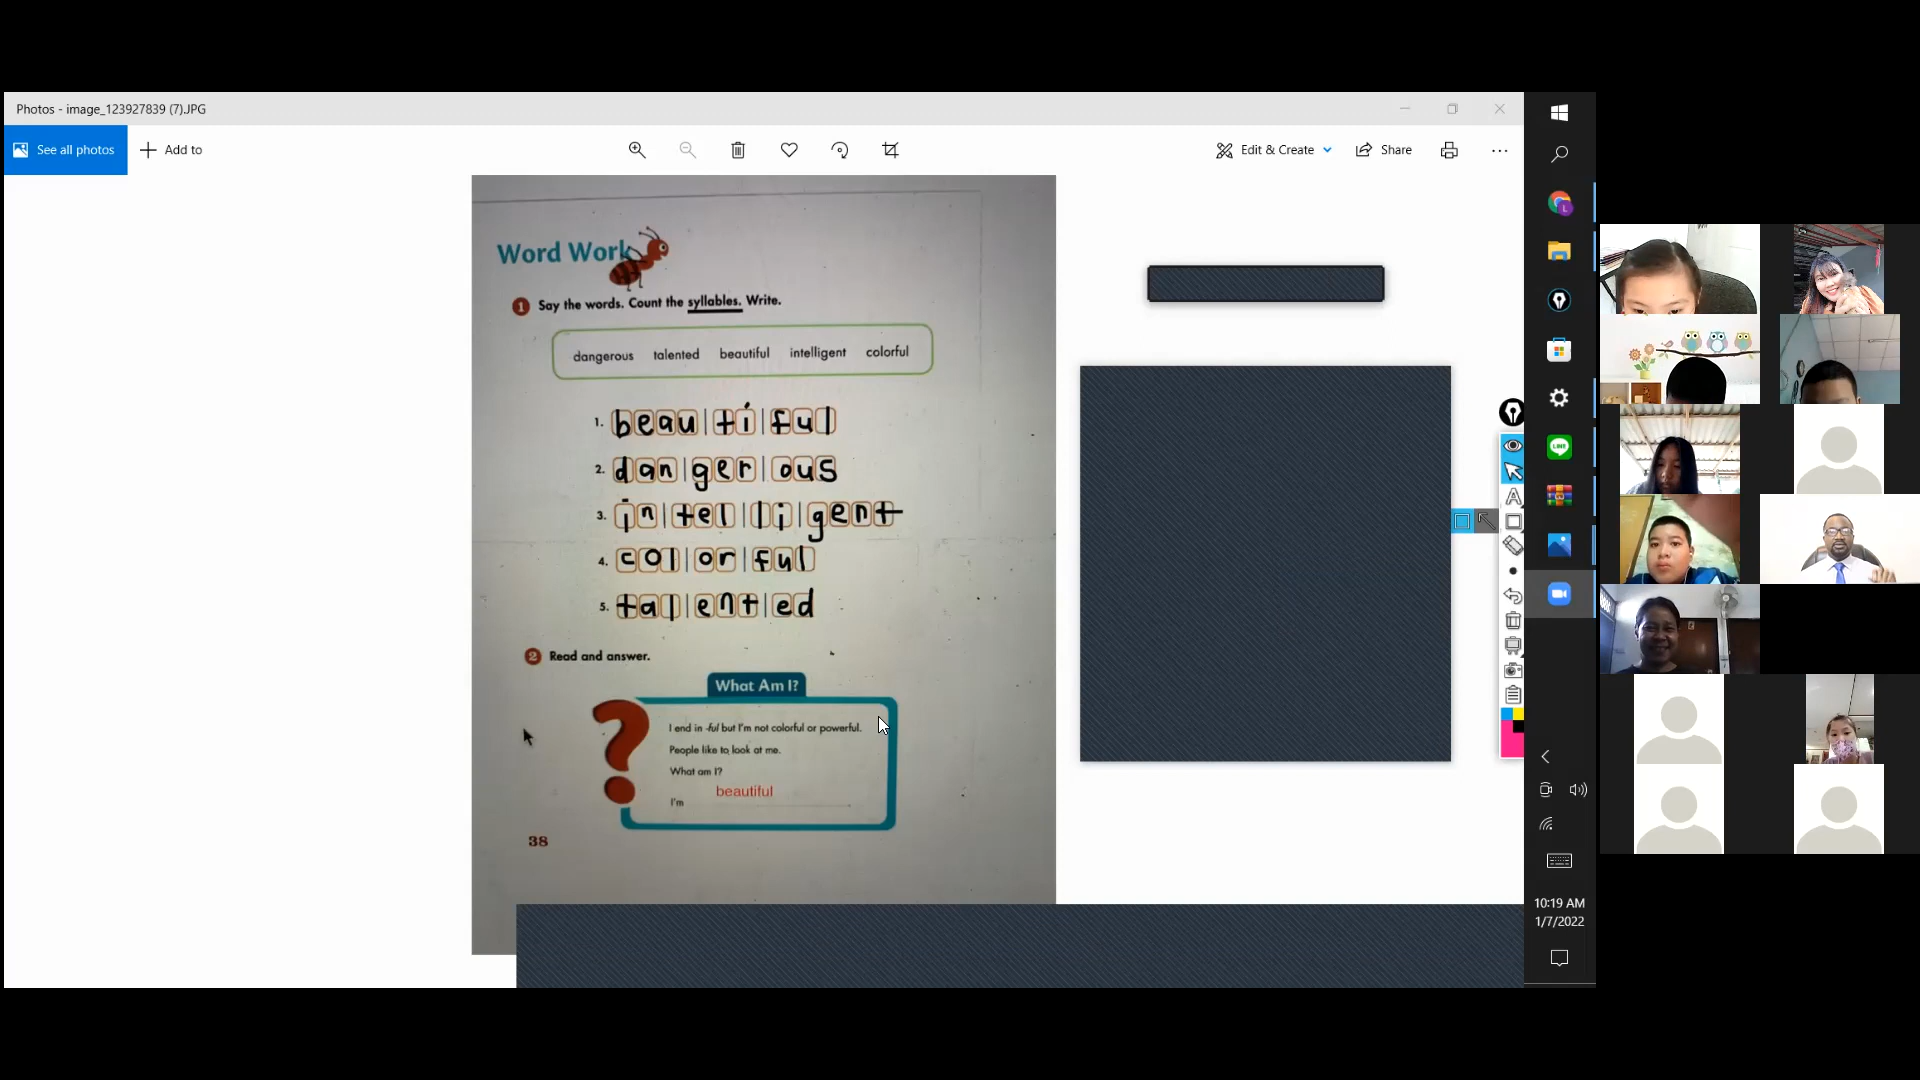 Photos - image_123927839 (7).JPG
See all photos
Add to
Edit & Create
Share
Word Work
1 Say the words. Count the syllables. Write.
dangerous talented beautiful intelligent colorful
1. beau|ti|ful
2. dan|ger|ous
3. in|tel|li|gent
4. col|or|ful
5. tal|ent|ed
2 Read and answer.
What Am I?
I end in -ful but I'm not colorful or powerful.
People like to look at me.
What am I?
beautiful
I'm
38
L
LINE
A
10:19 AM
1/7/2022